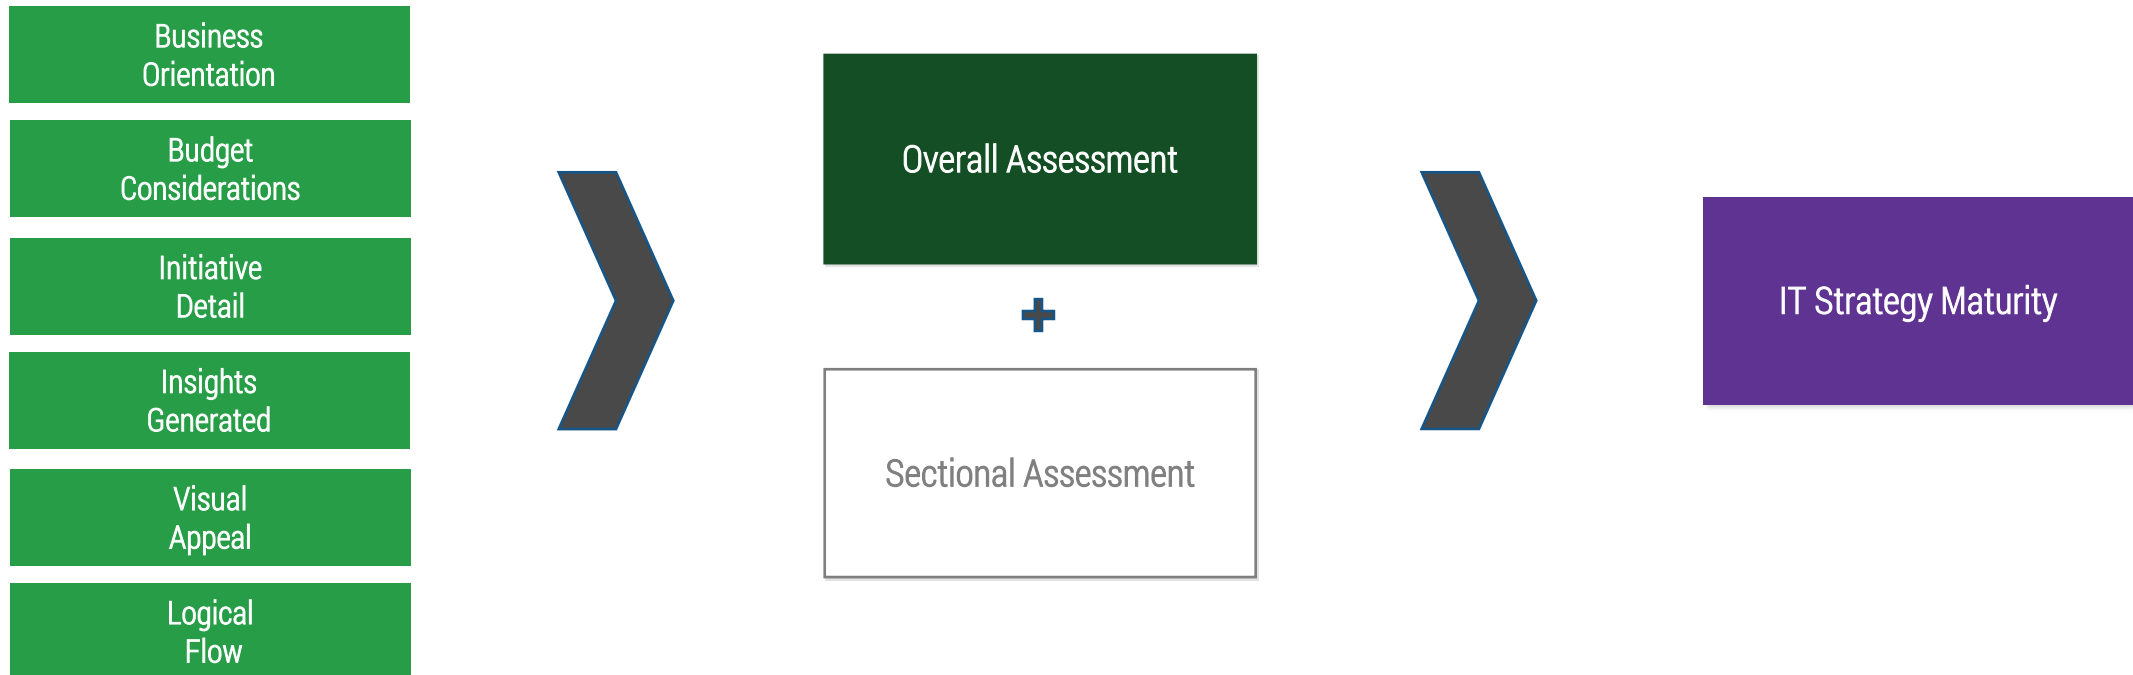 Business
Orientation
Budget
Considerations
Initiative
Detail
Insights
Generated
Visual
Appeal
Logical
Flow
Overall Assessment
+
Sectional Assessment
IT Strategy Maturity